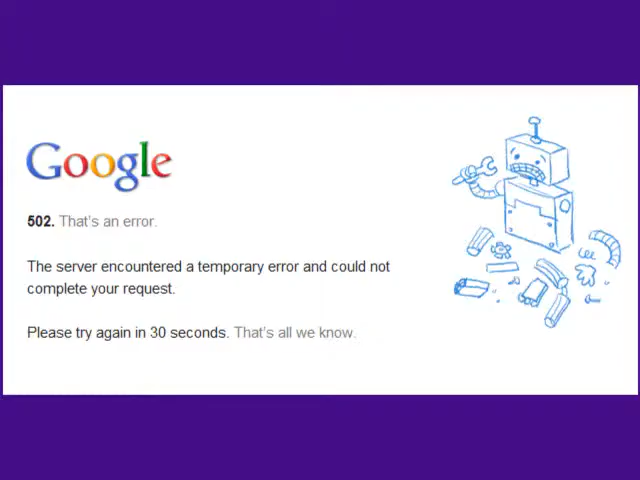 Google
502. That's an error.
The server encountered a temporary error and could not
complete your request.
Please try again in 30 seconds. That's all we know.